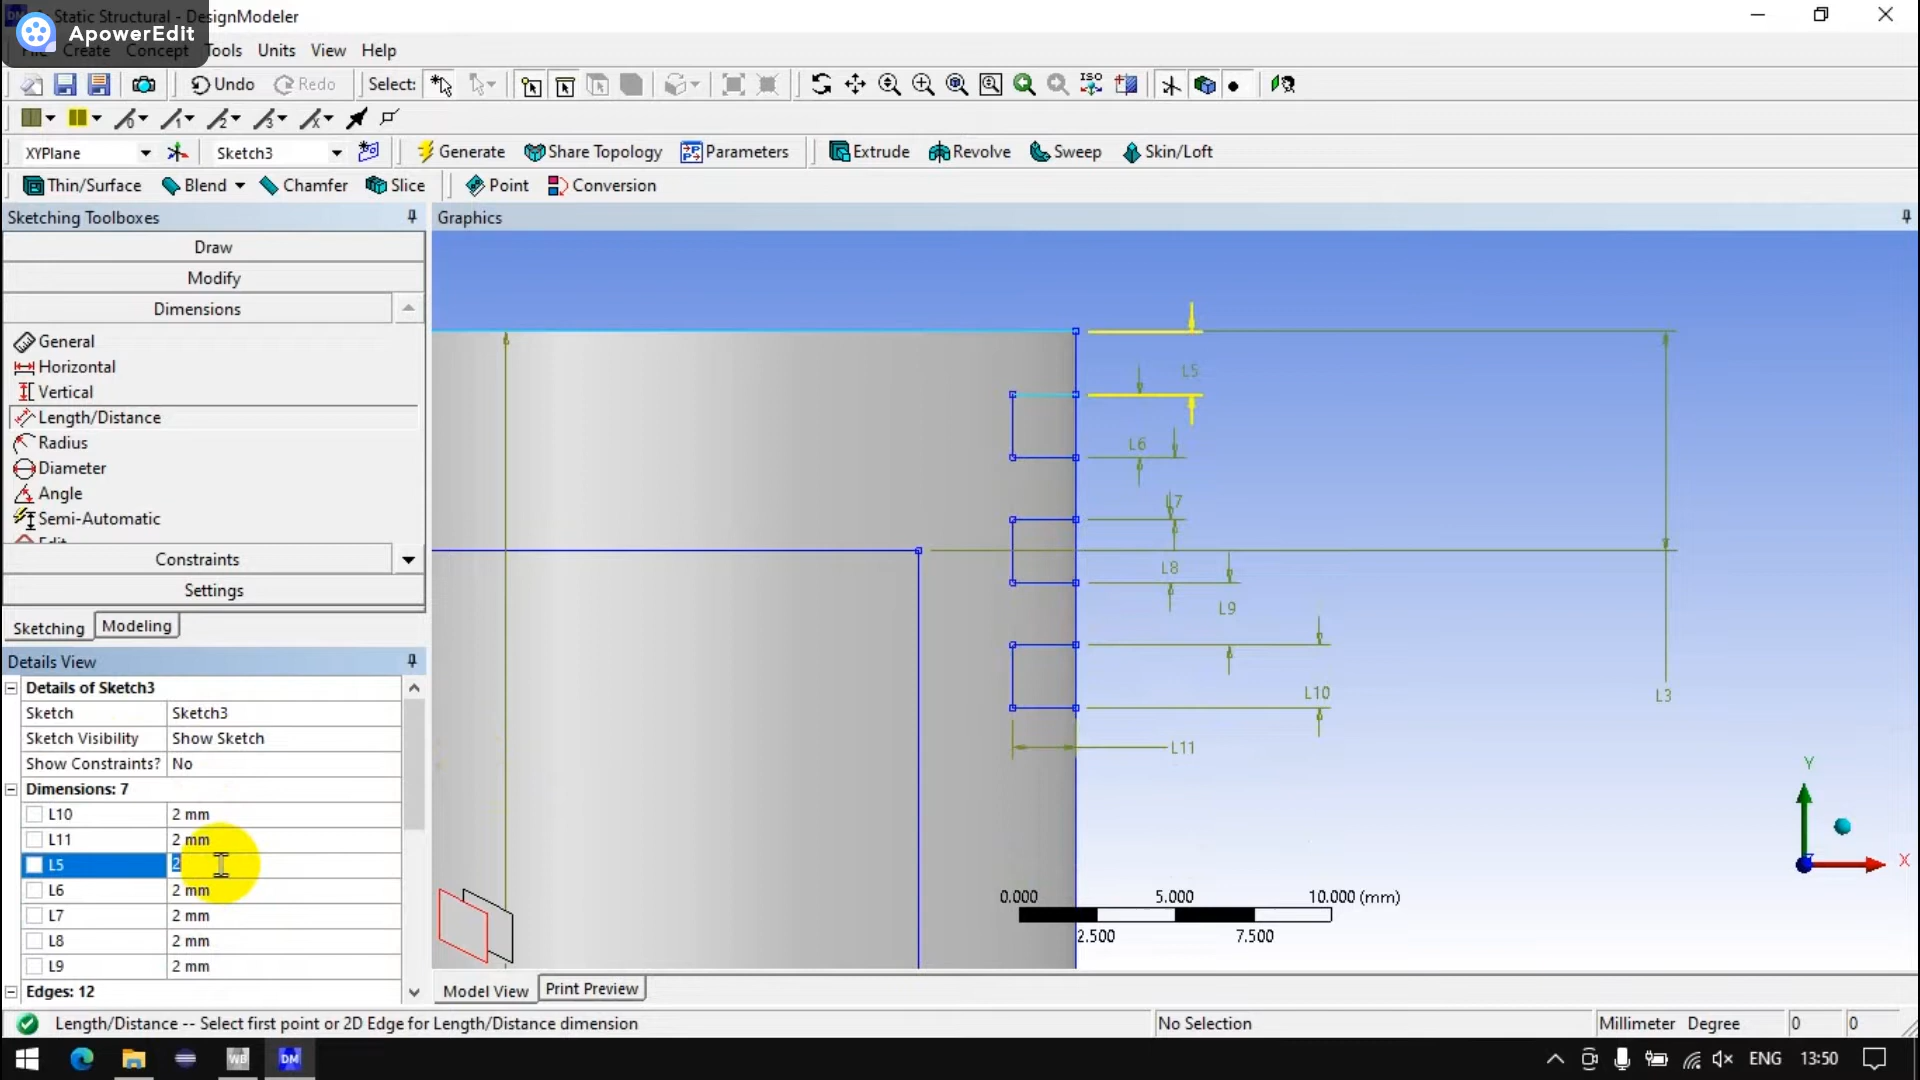 A: Static Structural - DesignModeler
ApowerEdit
File Create Concept Tools Units View Help
Undo Redo Select: ISO
XYPlane Sketch3 Generate Share Topology Parameters Extrude Revolve Sweep Skin/Loft
Thin/Surface Blend Chamfer Slice Point Conversion
Sketching Toolboxes
Draw
Modify
Dimensions
General
Horizontal
Vertical
Length/Distance
Radius
Diameter
Angle
Semi-Automatic
Edit
Constraints
Settings
Sketching Modeling
Details View
Details of Sketch3
Sketch Sketch3
Sketch Visibility Show Sketch
Show Constraints? No
Dimensions: 7
L10 2 mm
L11 2 mm
L5 2
L6 2 mm
L7 2 mm
L8 2 mm
L9 2 mm
Edges: 12
Graphics
L5
L6
L7
L8
L9
L10
L3
L11
Y
X
0.000 5.000 10.000 (mm)
2.500 7.500
Model View Print Preview
Length/Distance -- Select first point or 2D Edge for Length/Distance dimension No Selection Millimeter Degree 0 0
WB DM ENG 13:50